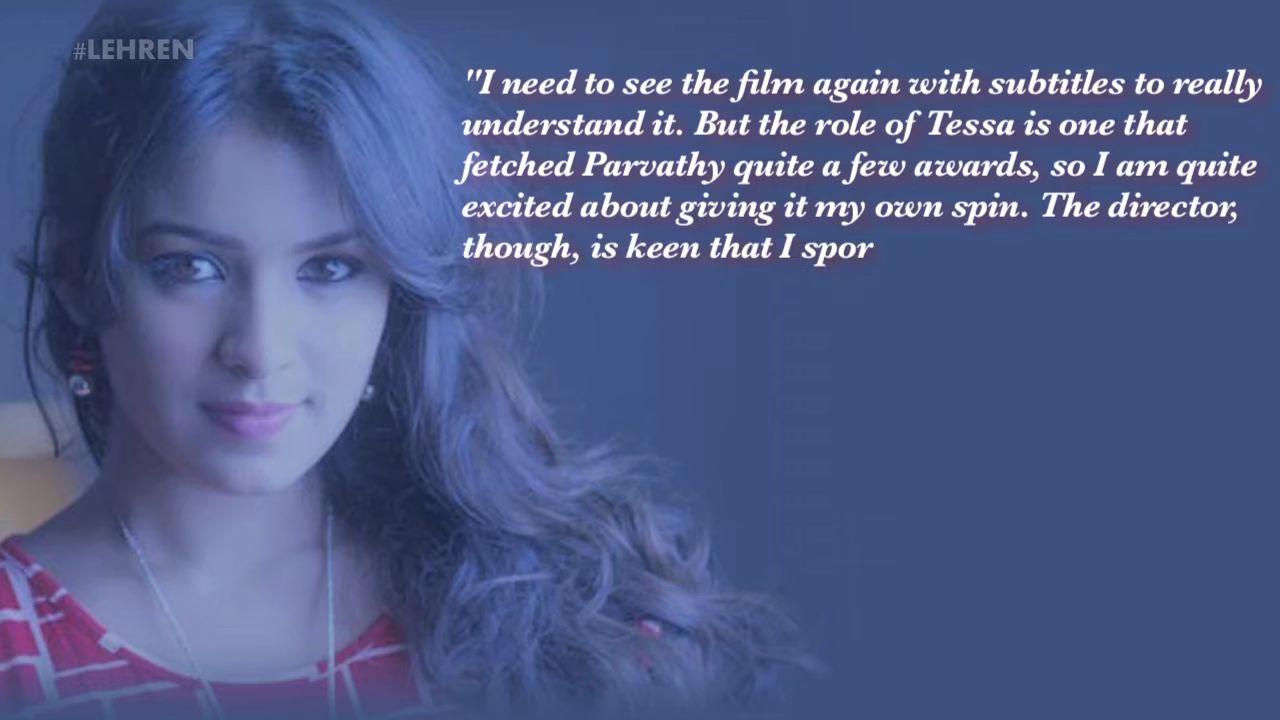 #LEHREN
"I need to see the film again with subtitles to really
understand it. But the role of Tessa is one that
fetched Parvathy quite a few awards, so I am quite
excited about giving it my own spin. The director,
though, is keen that I spor